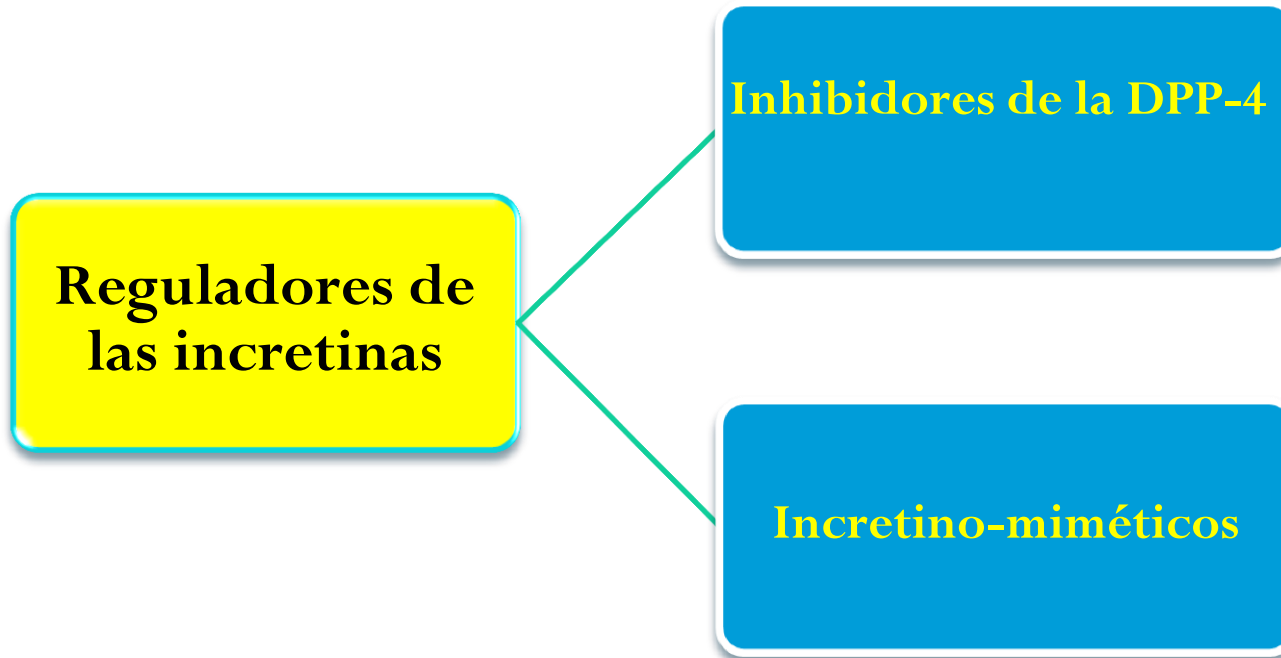 Inhibidores de la DPP-4
Reguladores de
las incretinas
Incretino-miméticos